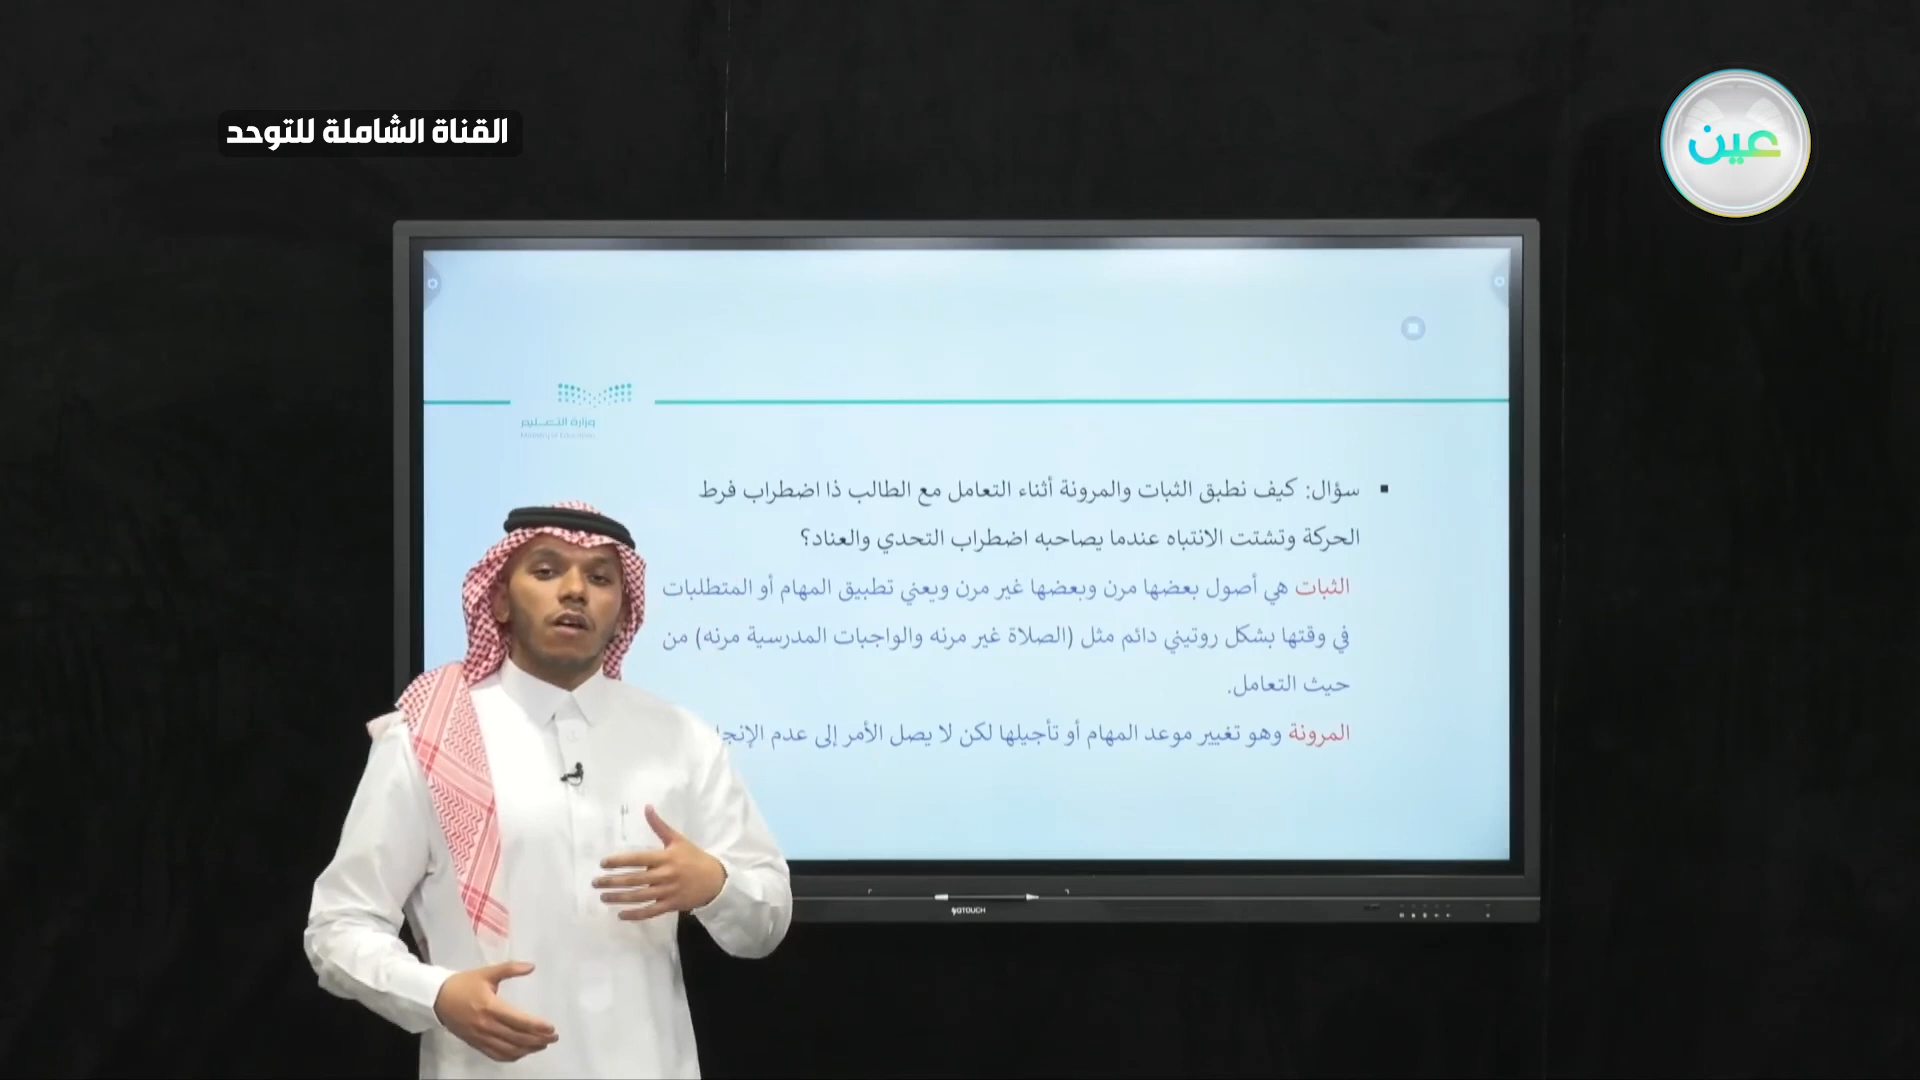 القناة الشاملة للتوحد
عين
وزارة التعليم
Ministry of Education
▪ سؤال: كيف نطبق الثبات والمرونة أثناء التعامل مع الطالب ذا اضطراب فرط
الحركة وتشتت الانتباه عندما يصاحبه اضطراب التحدي والعناد؟
الثبات هي أصول بعضها مرن وبعضها غير مرن ويعني تطبيق المهام أو المتطلبات
في وقتها بشكل روتيني دائم مثل (الصلاة غير مرنه والواجبات المدرسية مرنه) من
حيث التعامل.
المرونة وهو تغيير موعد المهام أو تأجيلها لكن لا يصل الأمر إلى عدم